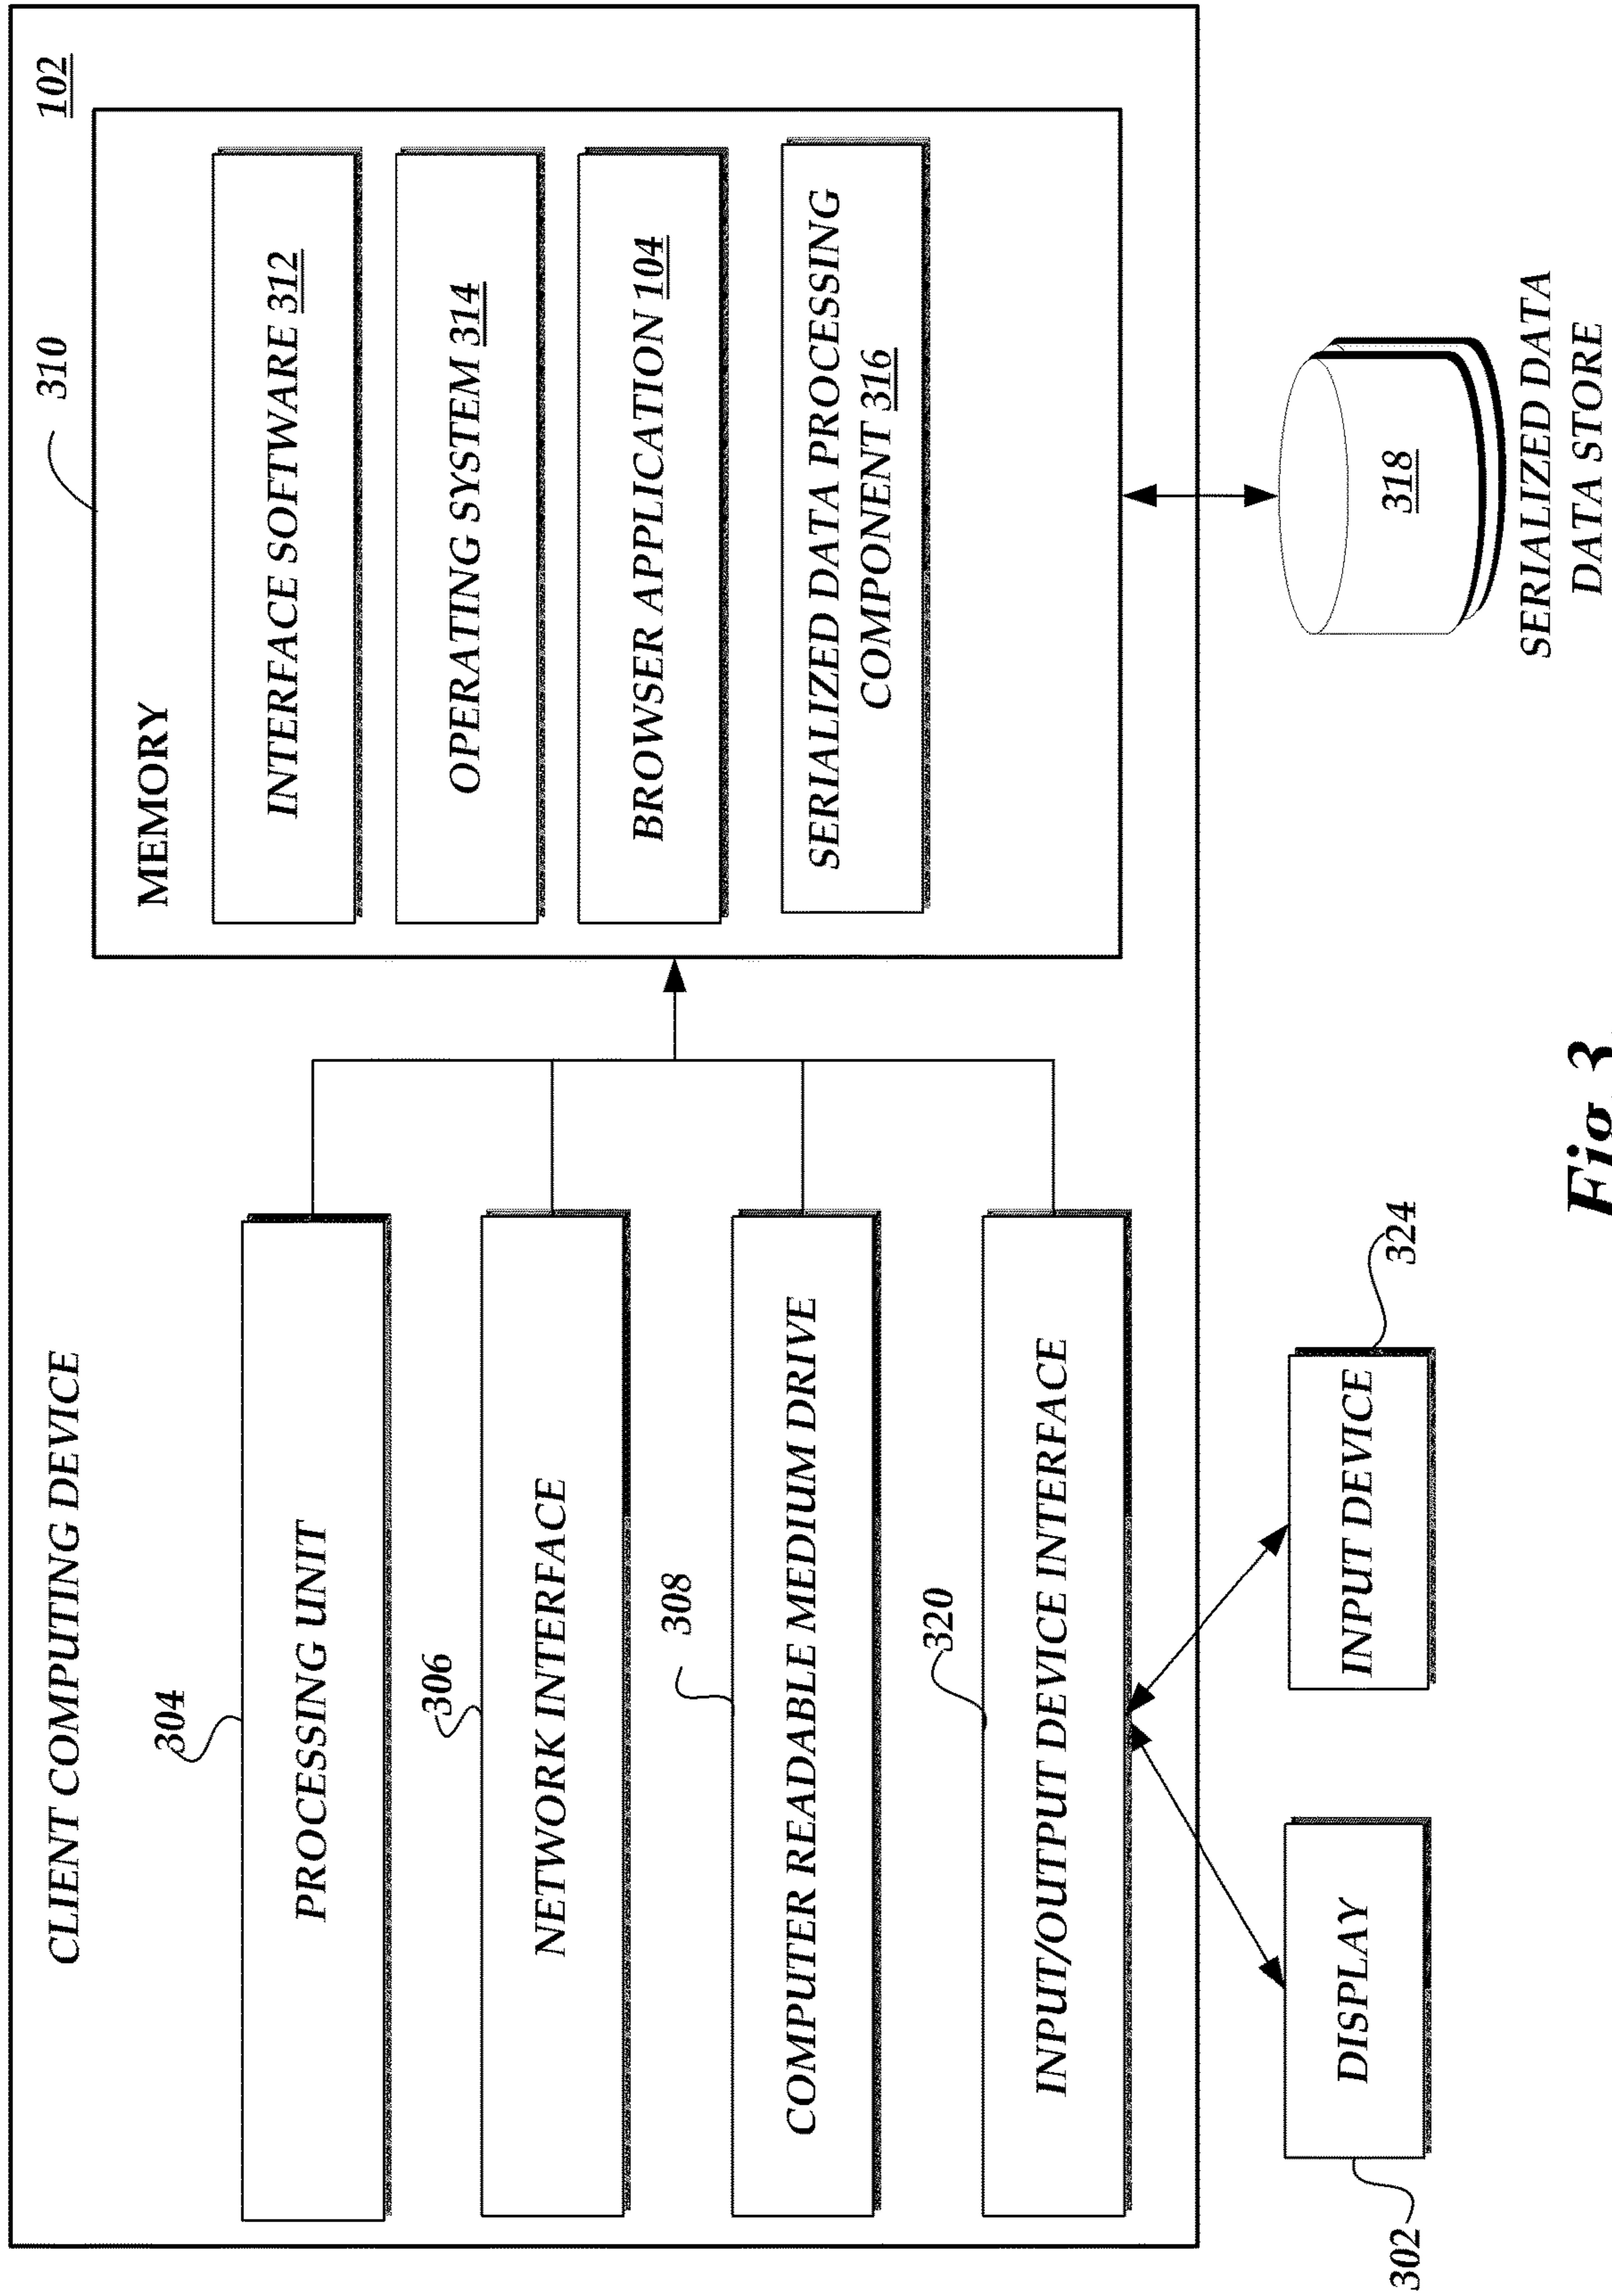 CLIENT COMPUTING DEVICE
102
304
PROCESSING UNIT
306
NETWORK INTERFACE
308
COMPUTER READABLE MEDIUM DRIVE
320
INPUT/OUTPUT DEVICE INTERFACE
310
MEMORY
INTERFACE SOFTWARE 312
OPERATING SYSTEM 314
BROWSER APPLICATION 104
SERIALIZED DATA PROCESSING
COMPONENT 316
302
DISPLAY
INPUT DEVICE
324
318
SERIALIZED DATA
DATA STORE
Fig. 3.